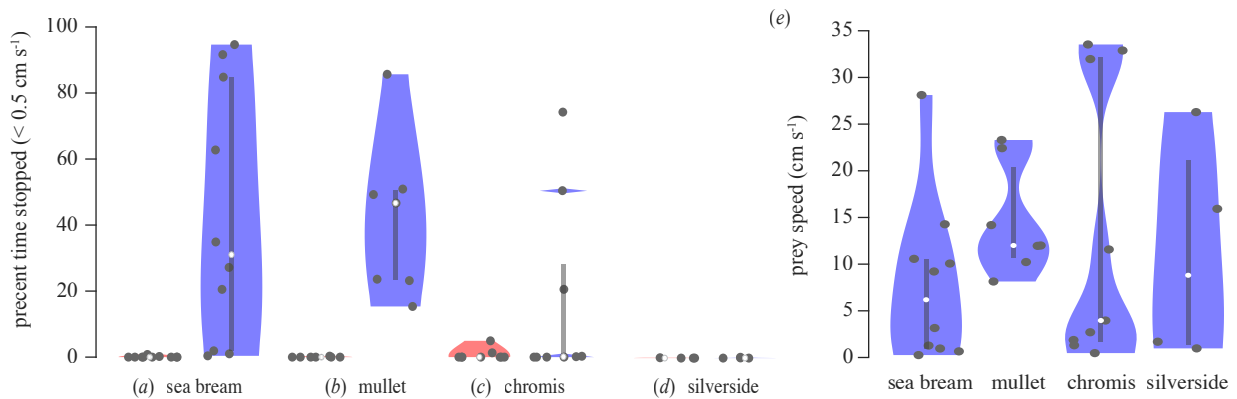 (e)
precent time stopped (< 0.5 cm s-1)
100
80
60
40
20
0
(a) sea bream
(b) mullet
(c) chromis
(d) silverside
prey speed (cm s-1)
35
30
25
20
15
10
5
0
sea bream mullet chromis silverside